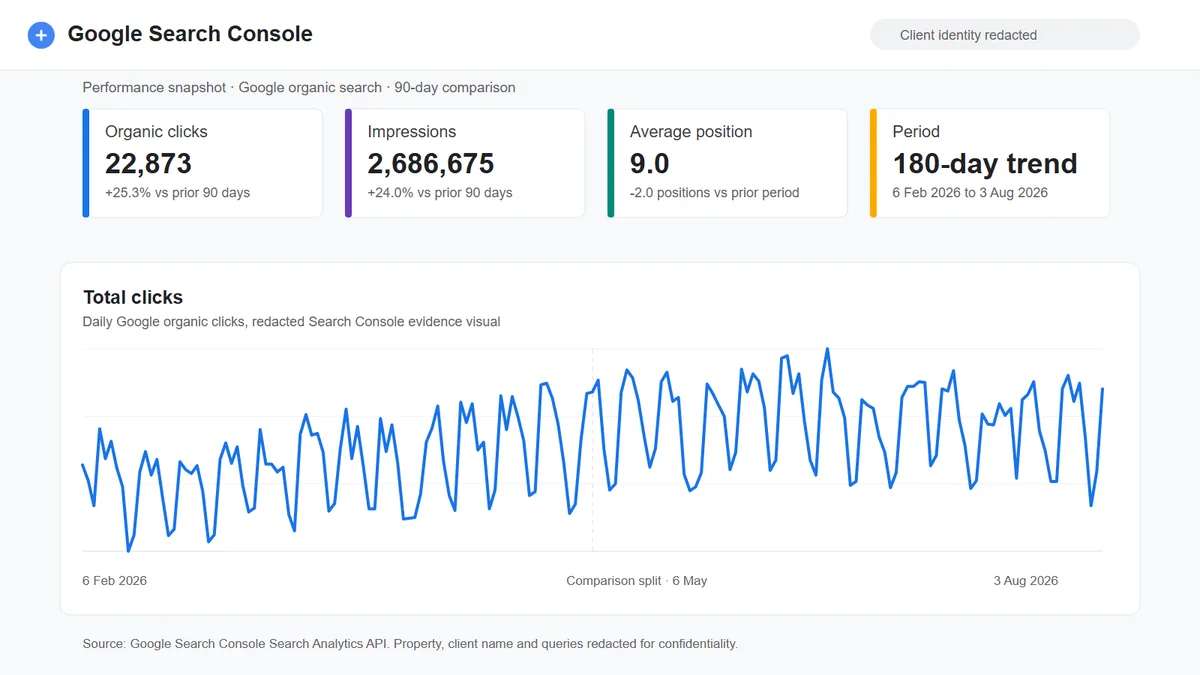 Google Search Console
Client identity redacted
Performance snapshot · Google organic search · 90-day comparison
Organic clicks
22,873
+25.3% vs prior 90 days
Impressions
2,686,675
+24.0% vs prior 90 days
Average position
9.0
-2.0 positions vs prior period
Period
180-day trend
6 Feb 2026 to 3 Aug 2026
Total clicks
Daily Google organic clicks, redacted Search Console evidence visual
6 Feb 2026
Comparison split · 6 May
3 Aug 2026
Source: Google Search Console Search Analytics API. Property, client name and queries redacted for confidentiality.